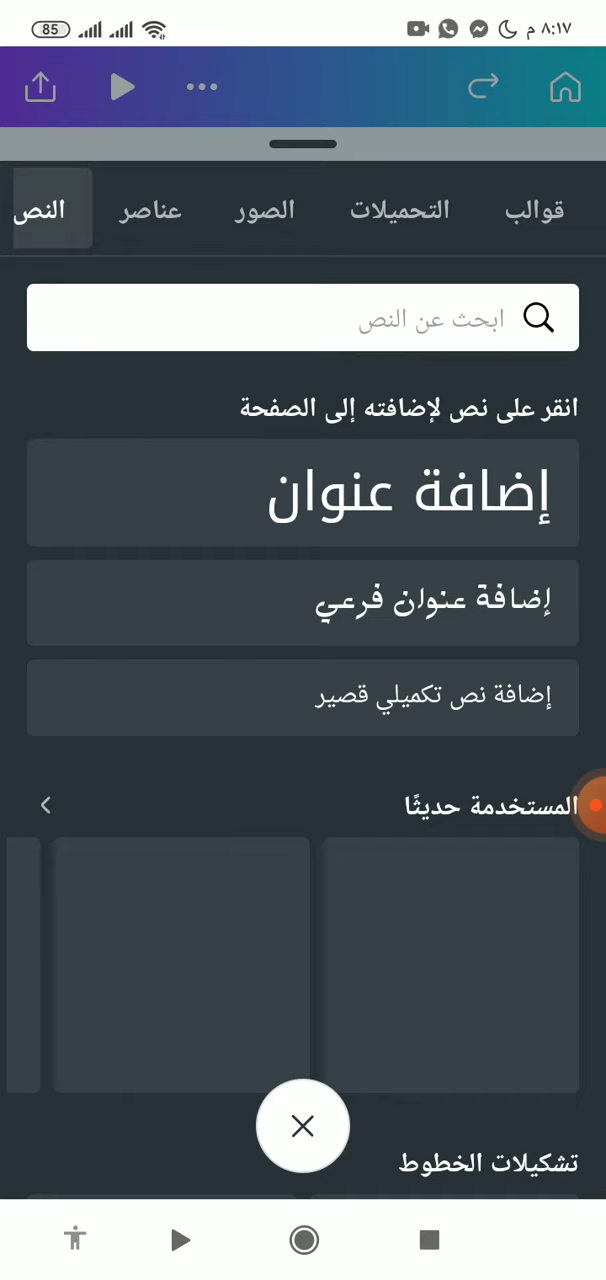 ٨:١٧ م
85
قوالب
التحميلات
الصور
عناصر
النص
ابحث عن النص
انقر على نص لإضافته إلى الصفحة
إضافة عنوان
إضافة عنوان فرعي
إضافة نص تكميلي قصير
المستخدمة حديثًا
تشكيلات الخطوط